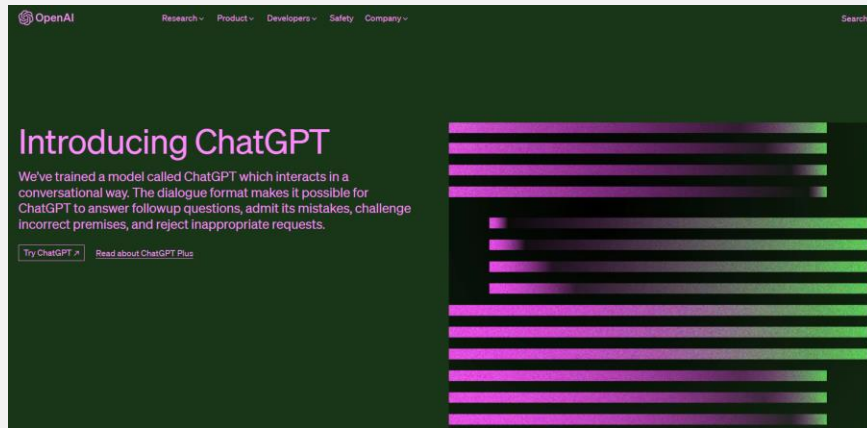 OpenAI
Research Product Developers Safety Company
Search
Introducing ChatGPT
We've trained a model called ChatGPT which interacts in a
conversational way. The dialogue format makes it possible for
ChatGPT to answer followup questions, admit its mistakes, challenge
incorrect premises, and reject inappropriate requests.
Try ChatGPT ↗ Read about ChatGPT Plus